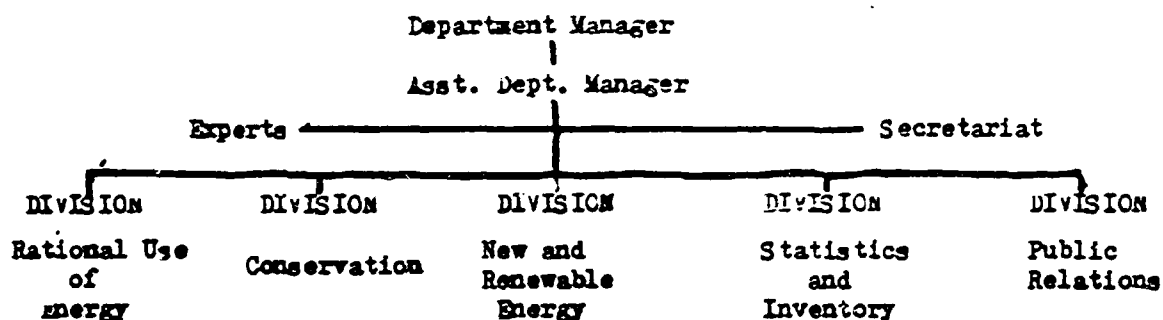 Department Manager
Asst. Dept. Manager
Experts
Secretariat
DIVISION
Rational Use
of
Energy
DIVISION
Conservation
DIVISION
New and
Renewable
Energy
DIVISION
Statistics
and
Inventory
DIVISION
Public
Relations